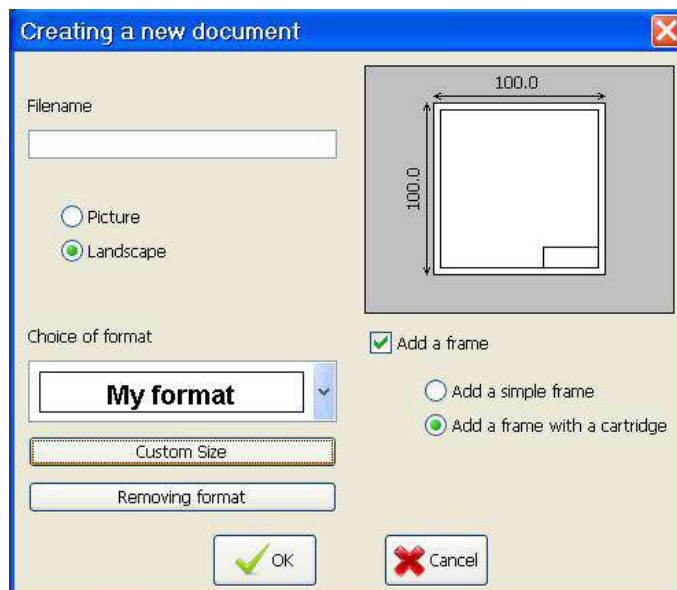 Creating a new document
Filename
100.0
100.0
Picture
Landscape
Choice of format
My format
Custom Size
Removing format
Add a frame
Add a simple frame
Add a frame with a cartridge
OK
Cancel